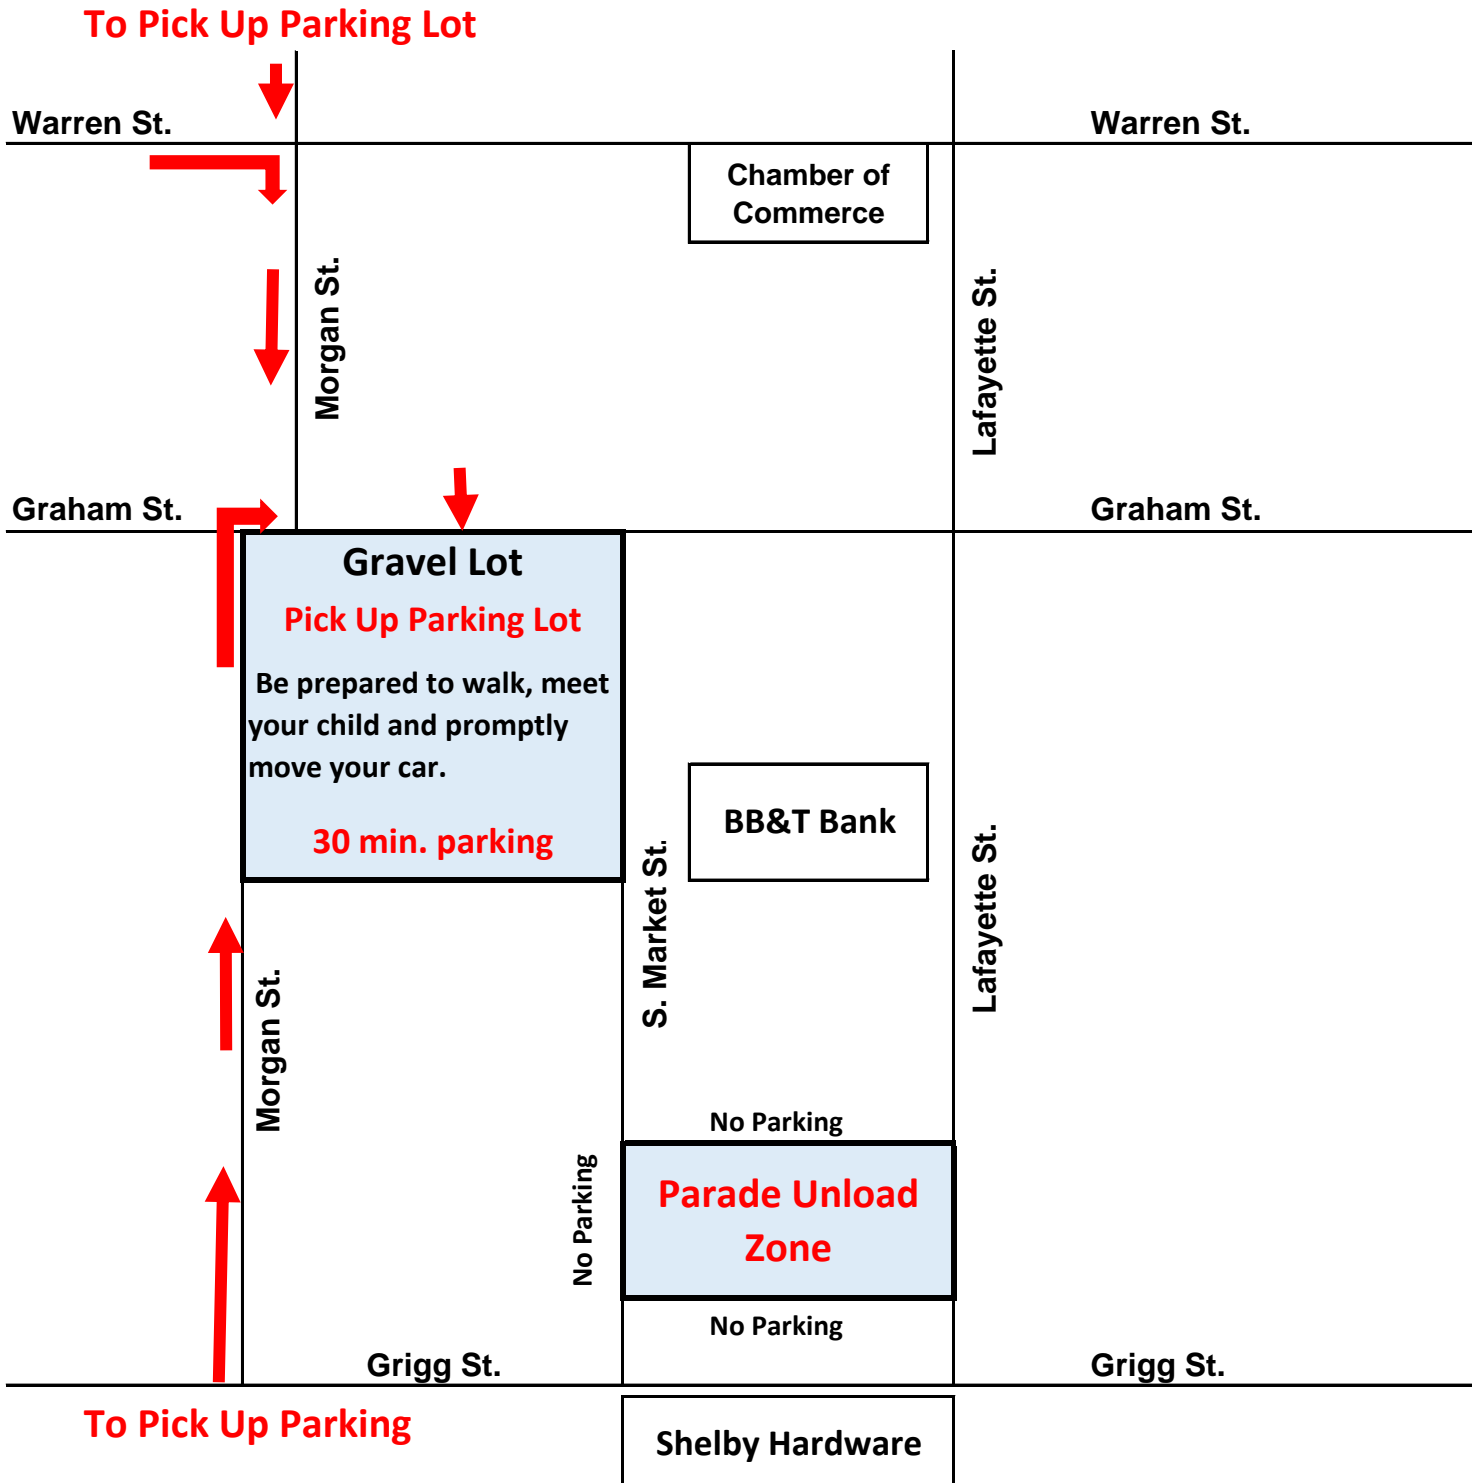 To Pick Up Parking Lot
Warren St.
Warren St.
Chamber of
Commerce
Morgan St.
Lafayette St.
Graham St.
Graham St.
Gravel Lot
Pick Up Parking Lot
Be prepared to walk, meet
your child and promptly
move your car.
30 min. parking
BB&T Bank
S. Market St.
Lafayette St.
Morgan St.
No Parking
No Parking
Parade Unload
Zone
No Parking
Grigg St.
Grigg St.
To Pick Up Parking
Shelby Hardware